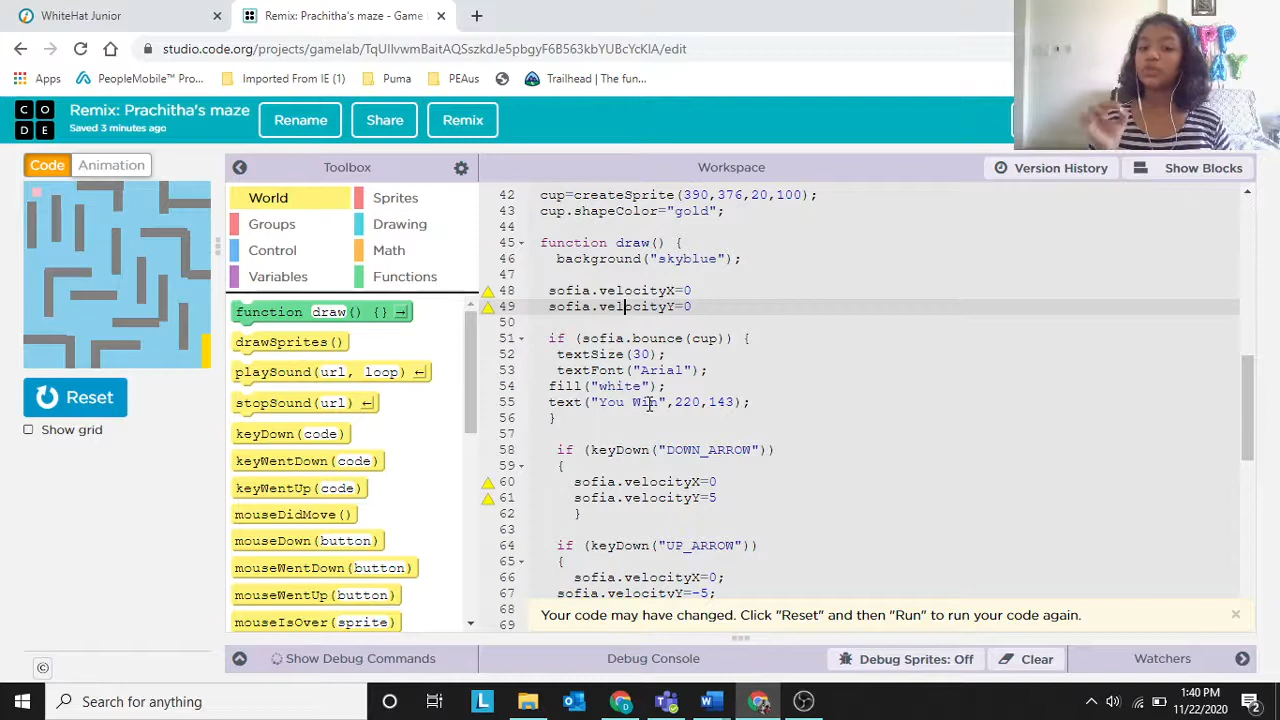 WhiteHat Junior
Remix: Prachitha's maze - Game
studio.code.org/projects/gamelab/TqUIlvwmBaitAQSszkdJe5pbgyF6B563kbYUBcYcKIA/edit
Apps
PeopleMobile™ Pro...
Imported From IE (1)
Puma
PEAus
Trailhead | The fun...
CODE
Remix: Prachitha's maze
Saved 3 minutes ago
Rename
Share
Remix
Code
Animation
Toolbox
Workspace
Version History
Show Blocks
World
Sprites
Groups
Drawing
Control
Math
Variables
Functions
function draw() {}
drawSprites()
playSound(url, loop)
stopSound(url)
keyDown(code)
keyWentDown(code)
keyWentUp(code)
mouseDidMove()
mouseDown(button)
mouseWentDown(button)
mouseWentUp(button)
mouseIsOver(sprite)
Reset
Show grid
42 cup=createSprite(390,376,20,100);
43 cup.shapeColor="gold";
44
45 function draw() {
46 background("skyblue");
47
48 sofia.velocityX=0
49 sofia.velocityY=0
50
51 if (sofia.bounce(cup)) {
52 textSize(30);
53 textFont("Arial");
54 fill("white");
55 text("You Win",220,143);
56 }
57
58 if (keyDown("DOWN_ARROW"))
59 {
60 sofia.velocityX=0
61 sofia.velocityY=5
62 }
63
64 if (keyDown("UP_ARROW"))
65 {
66 sofia.velocityX=0;
67 sofia.velocityY=-5;
68
69
Your code may have changed. Click "Reset" and then "Run" to run your code again.
Show Debug Commands
Debug Console
Debug Sprites: Off
Clear
Watchers
Search for anything
1:40 PM
11/22/2020
2